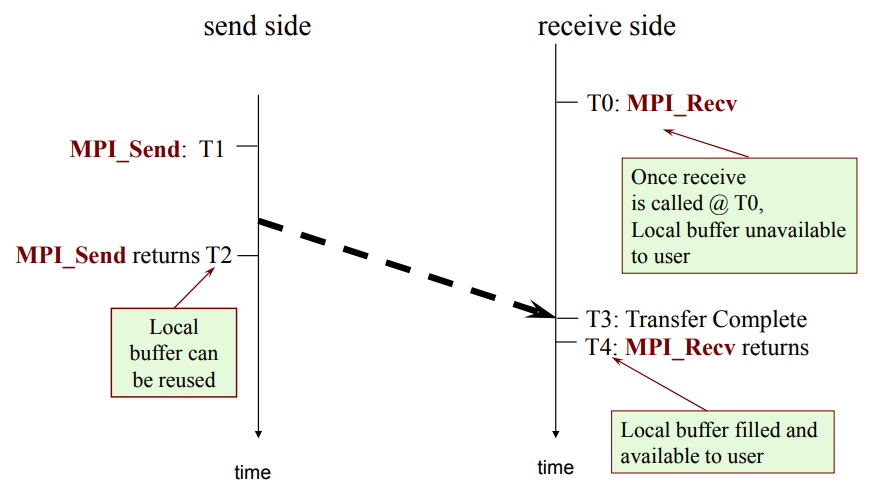 send side
receive side
T0: MPI_Recv
MPI_Send: T1
Once receive
is called @ T0,
Local buffer unavailable
to user
MPI_Send returns T2
Local
buffer can
be reused
T3: Transfer Complete
T4: MPI_Recv returns
Local buffer filled and
available to user
time
time